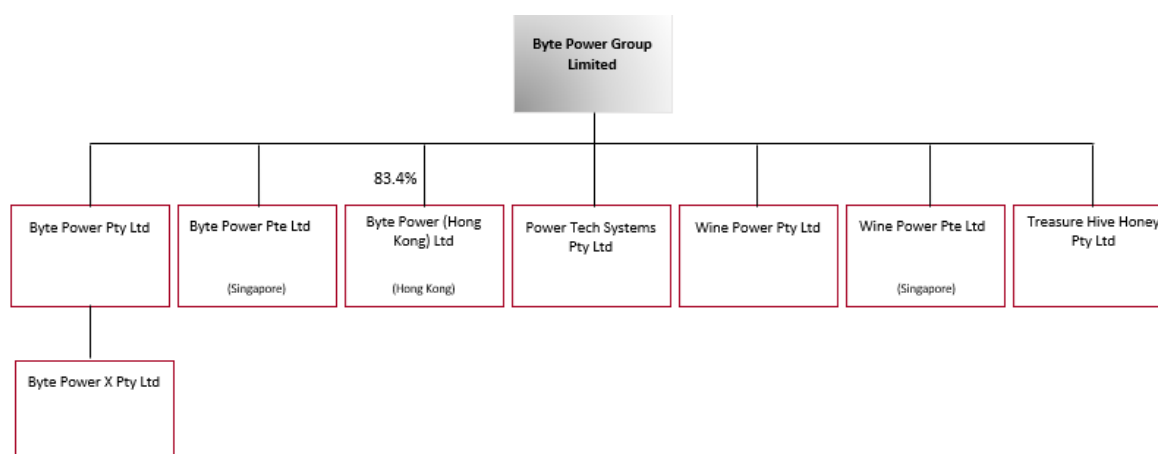 Byte Power Group
Limited
83.4%
Byte Power Pty Ltd
Byte Power Pte Ltd
(Singapore)
Byte Power (Hong
Kong) Ltd
(Hong Kong)
Power Tech Systems
Pty Ltd
Wine Power Pty Ltd
Wine Power Pte Ltd
(Singapore)
Treasure Hive Honey
Pty Ltd
Byte Power X Pty Ltd